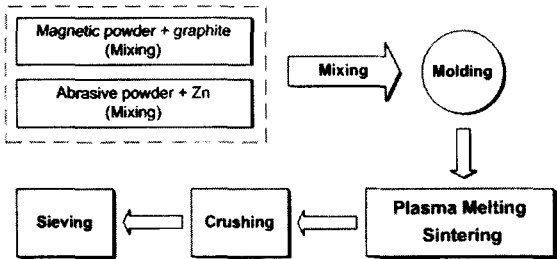 Magnetic powder + graphite
(Mixing)
Abrasive powder + Zn
(Mixing)
Mixing
Molding
Plasma Melting
Sintering
Crushing
Sieving